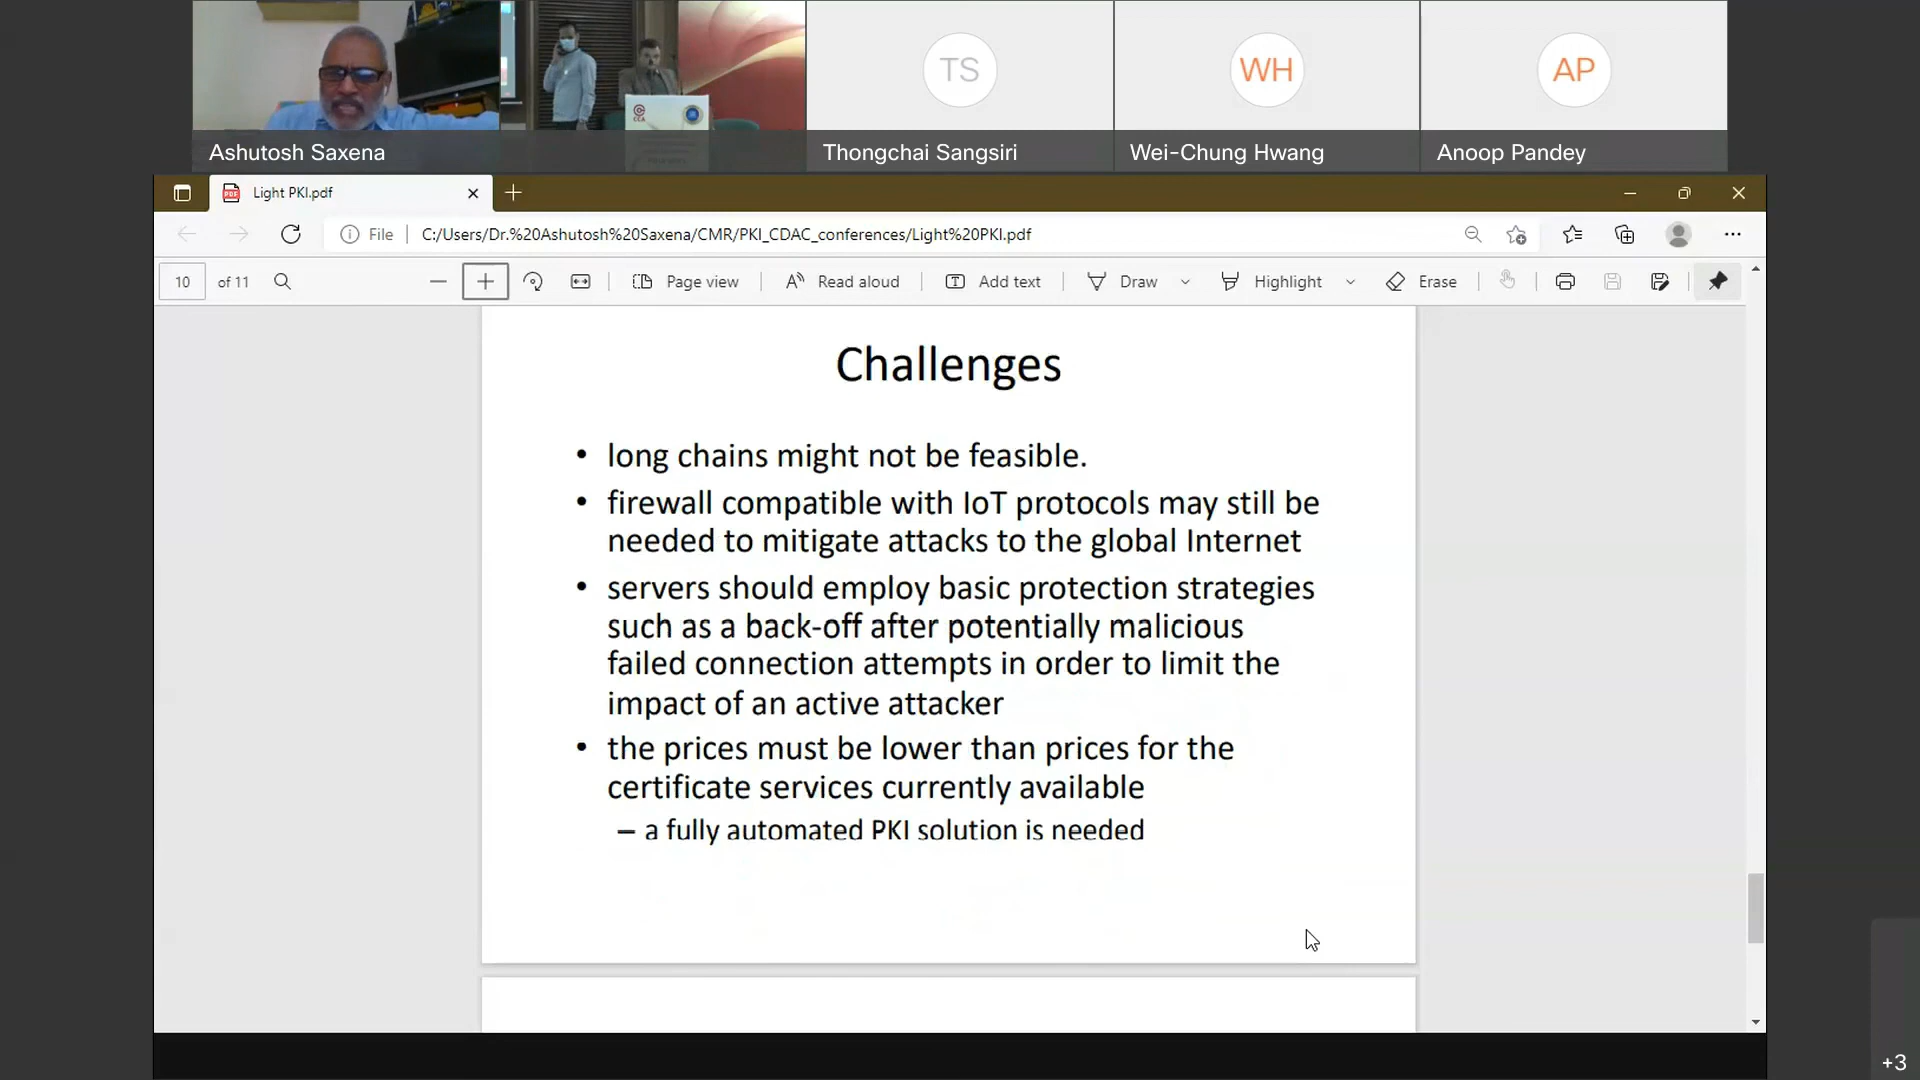 TS
WH
AP
CCA
Ashutosh Saxena
Thongchai Sangsiri
Wei-Chung Hwang
Anoop Pandey
Light PKI.pdf
File
C:/Users/Dr.%20Ashutosh%20Saxena/CMR/PKI_CDAC_conferences/Light%20PKI.pdf
10 of 11
Page view
Read aloud
Add text
Draw
Highlight
Erase
Challenges
• long chains might not be feasible.
• firewall compatible with IoT protocols may still be
needed to mitigate attacks to the global Internet
• servers should employ basic protection strategies
such as a back-off after potentially malicious
failed connection attempts in order to limit the
impact of an active attacker
• the prices must be lower than prices for the
certificate services currently available
– a fully automated PKI solution is needed
+3